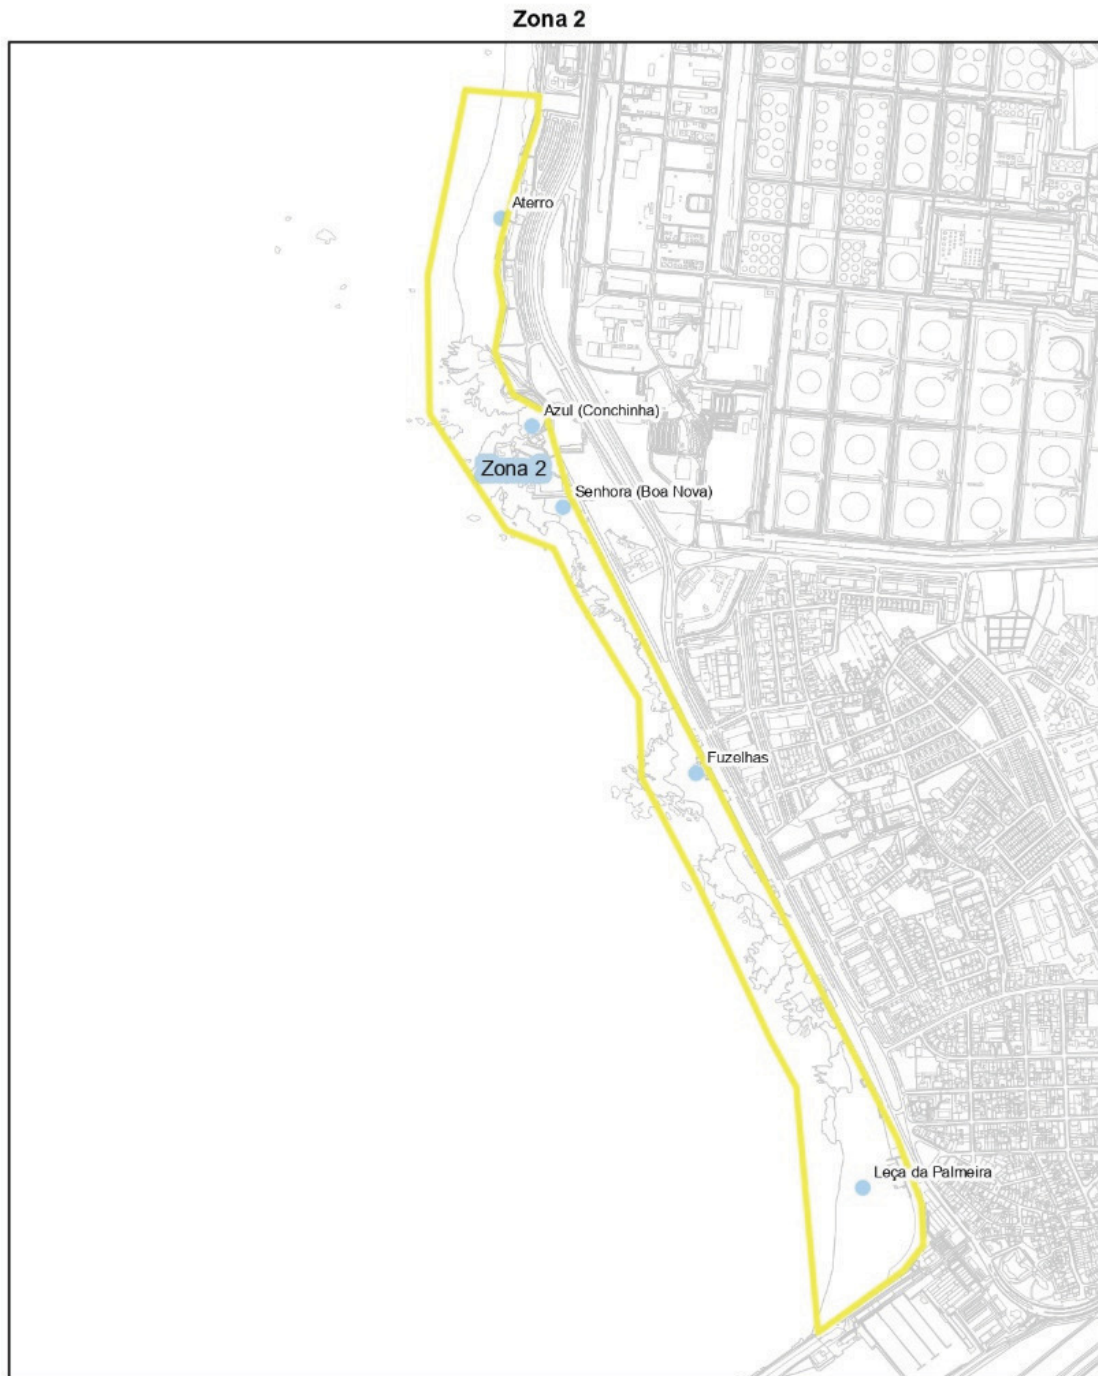 Zona 2
Aterro
Azul (Conchinha)
Zona 2
Senhora (Boa Nova)
Fuzelhas
Leça da Palmeira